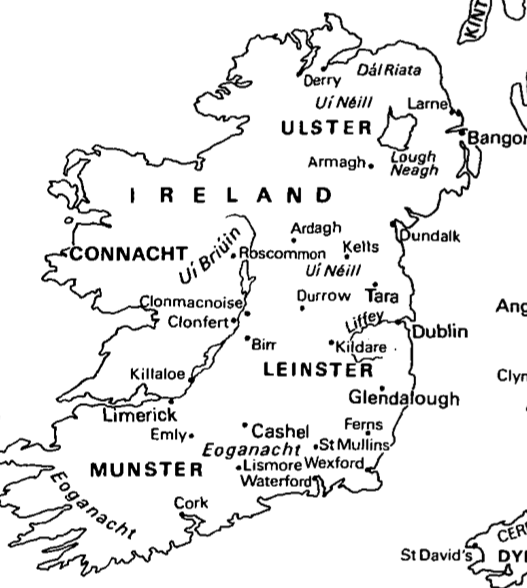 KINT
Derry
Dál Riata
Uí Néill
Larne
ULSTER
Bangor
Armagh
Lough
Neagh
IRELAND
Ardagh
Dundalk
CONNACHT
Uí Briúin
Roscommon
Kells
Uí Néill
Clonmacnoise
Durrow
Tara
Ang
Clonfert
Liffey
Dublin
Birr
Kildare
LEINSTER
Clyn
Killaloe
Glendalough
Limerick
Emly
Cashel
Ferns
Eoganacht
St Mullins
MUNSTER
Lismore
Wexford
Waterford
Eoganacht
Cork
CERE
St David's
DY